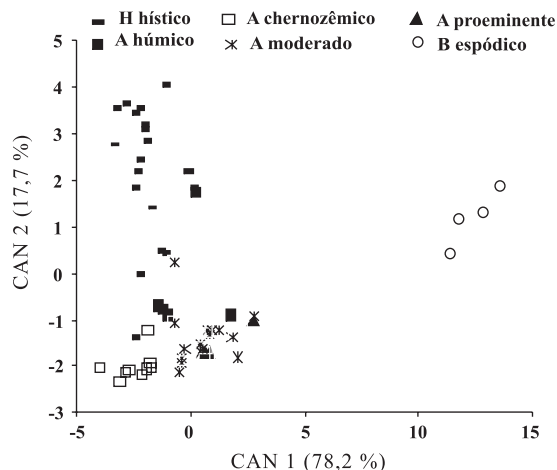 H hístico A chernozêmico A proeminente
A húmico A moderado B espódico
CAN 2 (17,7 %)
5
4
3
2
1
0
-1
-2
-3
-5 0 5 10 15
CAN 1 (78,2 %)